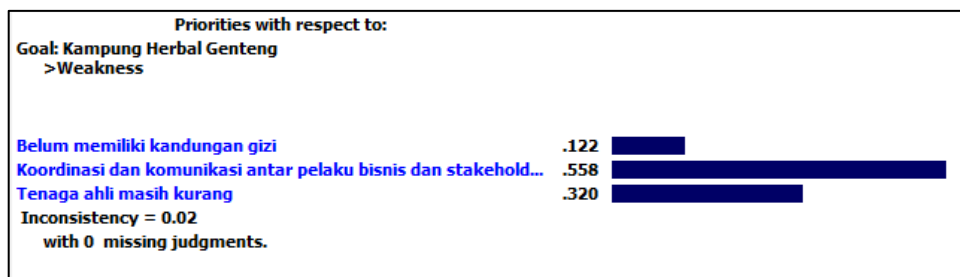 Priorities with respect to:
Goal: Kampung Herbal Genteng
>Weakness
Belum memiliki kandungan gizi .122
Koordinasi dan komunikasi antar pelaku bisnis dan stakehold... .558
Tenaga ahli masih kurang .320
Inconsistency = 0.02
with 0 missing judgments.